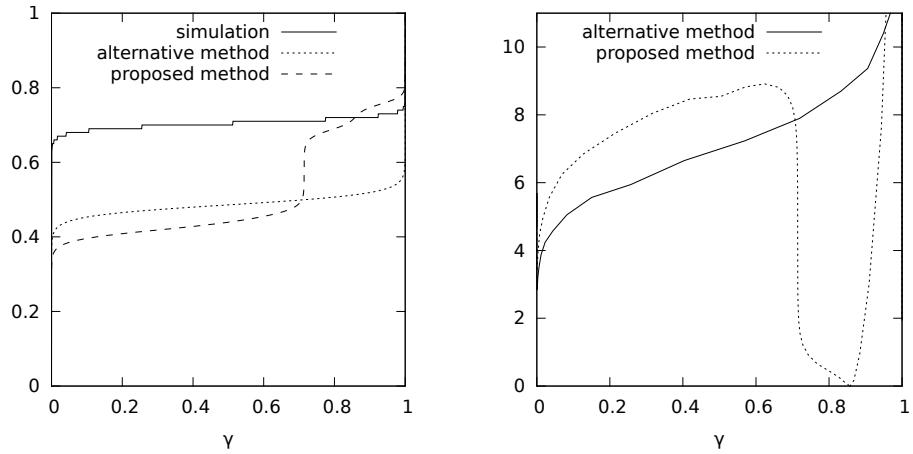 simulation
alternative method
proposed method
1
0.8
0.6
0.4
0.2
0
0 0.2 0.4 0.6 0.8 1
γ
alternative method
proposed method
10
8
6
4
2
0
0 0.2 0.4 0.6 0.8 1
γ